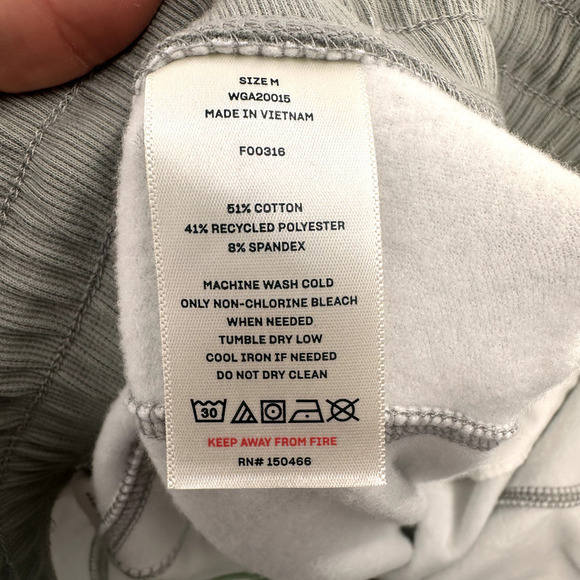 SIZE M
WGA20015
MADE IN VIETNAM
F00316
51% COTTON
41% RECYCLED POLYESTER
8% SPANDEX
MACHINE WASH COLD
ONLY NON-CHLORINE BLEACH
WHEN NEEDED
TUMBLE DRY LOW
COOL IRON IF NEEDED
DO NOT DRY CLEAN
30
KEEP AWAY FROM FIRE
RN# 150466